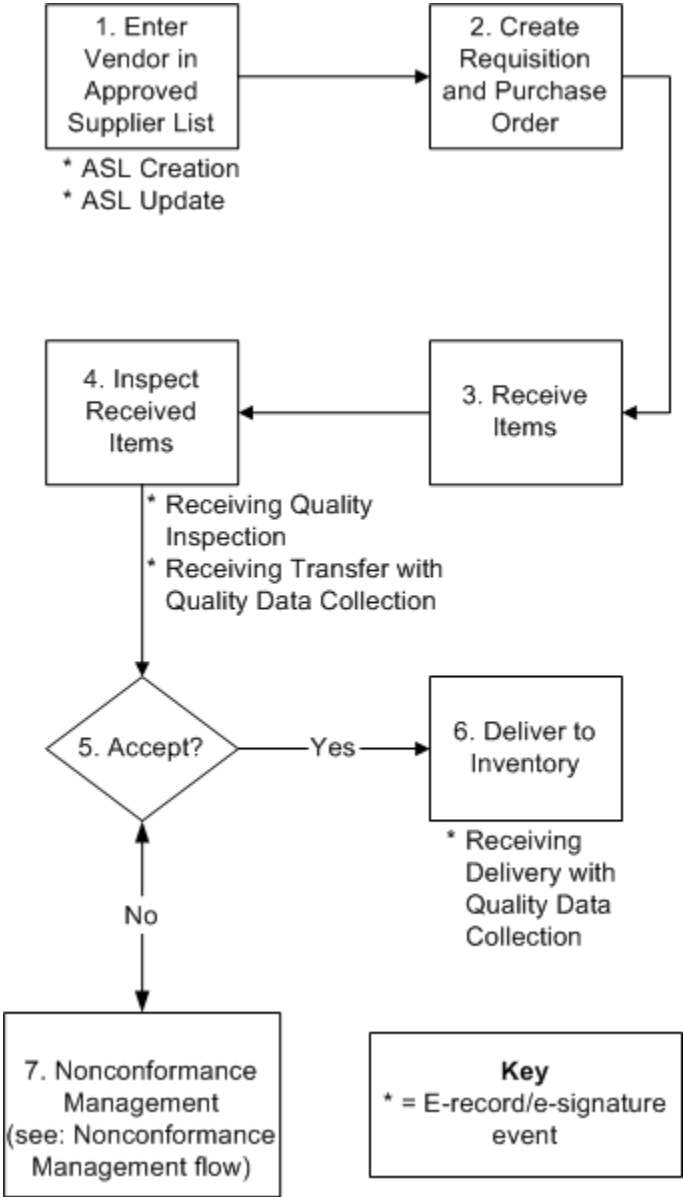 1. Enter
Vendor in
Approved
Supplier List
2. Create
Requisition
and Purchase
Order
* ASL Creation
* ASL Update
4. Inspect
Received
Items
3. Receive
Items
* Receiving Quality
Inspection
* Receiving Transfer with
Quality Data Collection
5. Accept?
Yes
6. Deliver to
Inventory
* Receiving
Delivery with
Quality Data
Collection
No
7. Nonconformance
Management
(see: Nonconformance
Management flow)
Key
* = E-record/e-signature
event